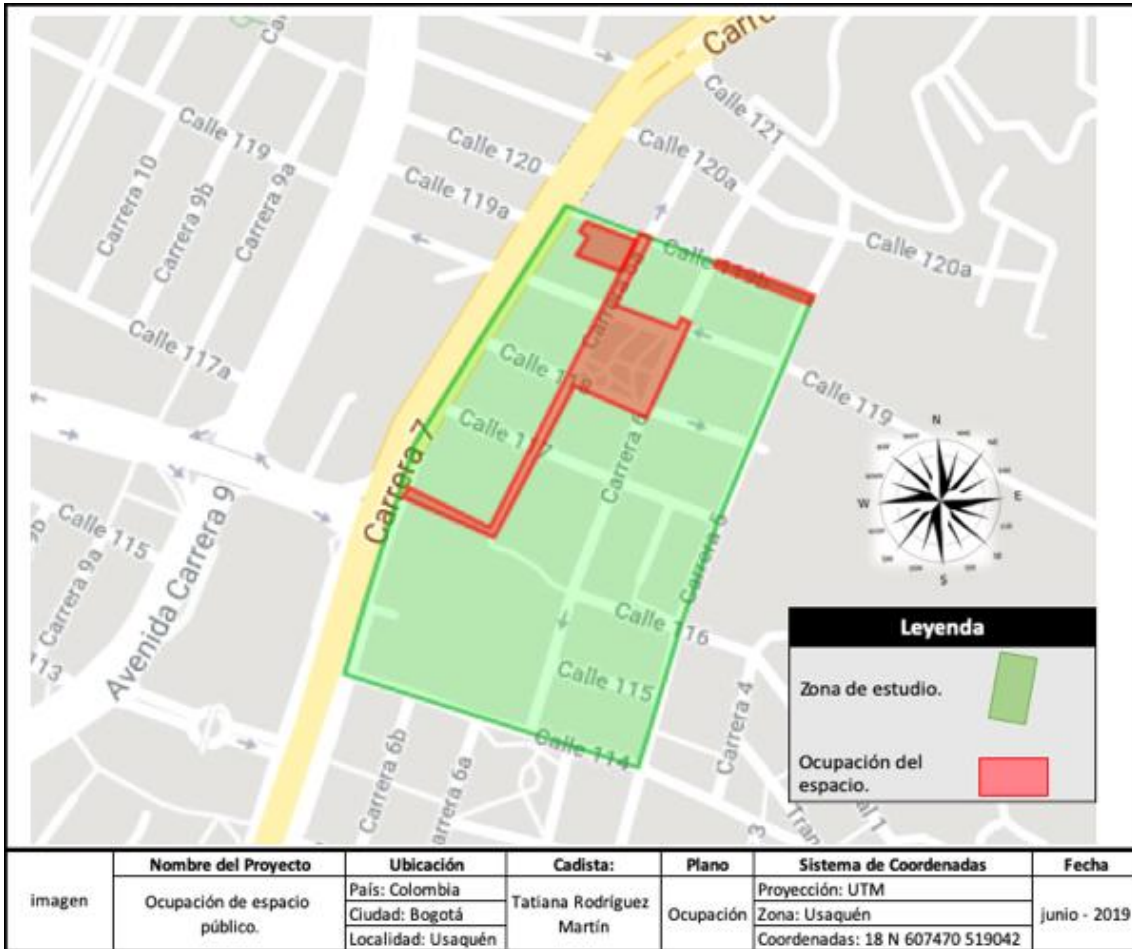 Carrera
Calle 121
Calle 120
Calle 120a
Calle 119
Calle 119a
Carrera 10
Carrera 9b
Carrera 9a
Calle 120a
Calle 117a
Calle 118
Calle 119
Calle 117
Carrera 7
Carrera 6
Calle 115
Avenida Carrera 9
Carrera 9a
Carrera 6
Calle 116
Calle 115
Calle 114
Carrera 4
Carrera 6b
N
W
E
S
Leyenda
Zona de estudio.
Ocupación del
espacio.
imagen
Nombre del Proyecto
Ocupación de espacio
público.
Ubicación
País: Colombia
Ciudad: Bogotá
Localidad: Usaquén
Cadista:
Tatiana Rodríguez
Martín
Plano
Ocupación
Sistema de Coordenadas
Proyección: UTM
Zona: Usaquén
Coordenadas: 18 N 607470 519042
Fecha
junio - 2019